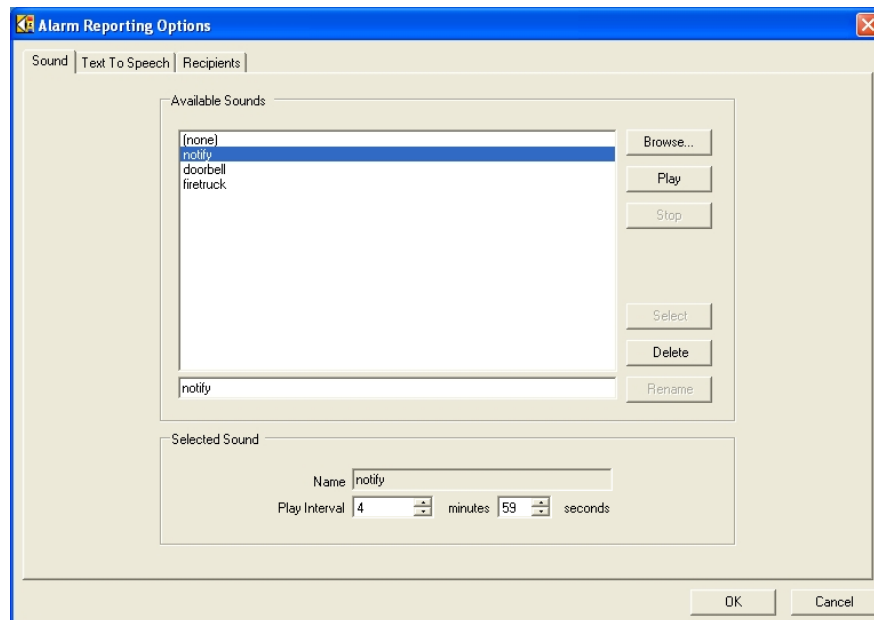 Alarm Reporting Options
Sound
Text To Speech
Recipients
Available Sounds
(none)
notify
doorbell
firetruck
Browse...
Play
Stop
Select
Delete
notify
Rename
Selected Sound
Name notify
Play Interval 4 minutes 59 seconds
OK
Cancel